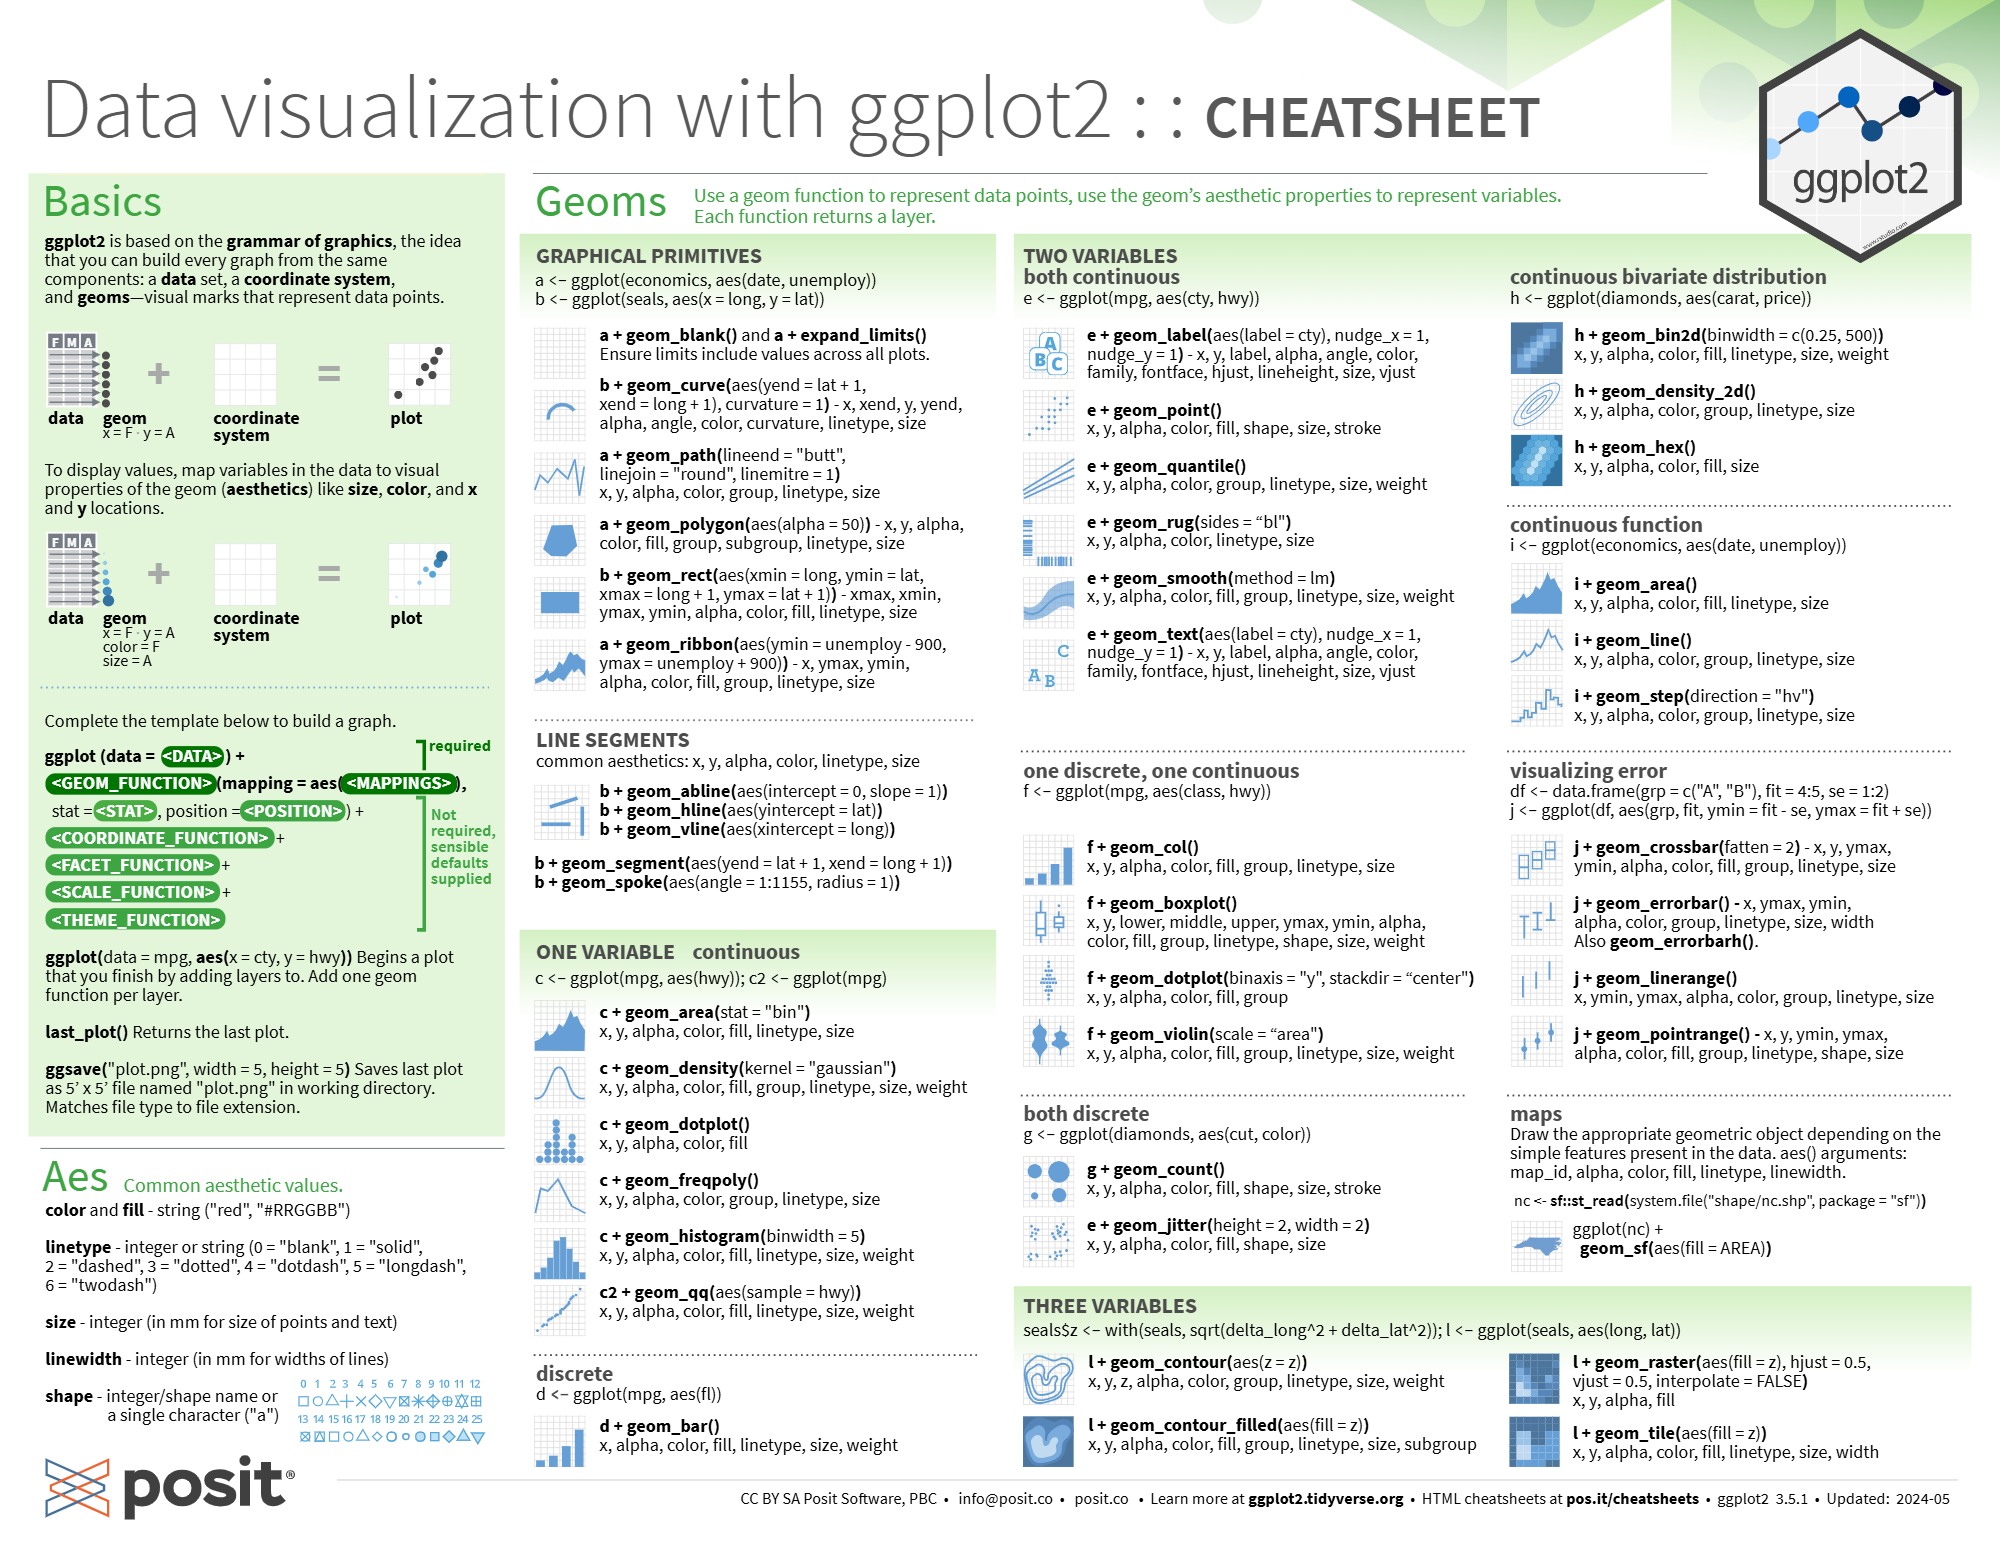 Data visualization with ggplot2 : : CHEATSHEET
ggplot2
www.rstudio.com
Basics
ggplot2 is based on the grammar of graphics, the idea
that you can build every graph from the same
components: a data set, a coordinate system,
and geoms—visual marks that represent data points.
F M A
data
geom
x = F · y = A
coordinate
system
plot
To display values, map variables in the data to visual
properties of the geom (aesthetics) like size, color, and x
and y locations.
F M A
data
geom
x = F · y = A
color = F
size = A
coordinate
system
plot
Complete the template below to build a graph.
required
ggplot (data = <DATA> ) +
<GEOM_FUNCTION> (mapping = aes( <MAPPINGS> ),
stat = <STAT> , position = <POSITION> ) +
<COORDINATE_FUNCTION> +
<FACET_FUNCTION> +
<SCALE_FUNCTION> +
<THEME_FUNCTION>
Not
required,
sensible
defaults
supplied
ggplot(data = mpg, aes(x = cty, y = hwy)) Begins a plot
that you finish by adding layers to. Add one geom
function per layer.
last_plot() Returns the last plot.
ggsave("plot.png", width = 5, height = 5) Saves last plot
as 5’ x 5’ file named "plot.png" in working directory.
Matches file type to file extension.
Aes Common aesthetic values.
color and fill - string ("red", "#RRGGBB")
linetype - integer or string (0 = "blank", 1 = "solid",
2 = "dashed", 3 = "dotted", 4 = "dotdash", 5 = "longdash",
6 = "twodash")
size - integer (in mm for size of points and text)
linewidth - integer (in mm for widths of lines)
shape - integer/shape name or
a single character ("a")
0 1 2 3 4 5 6 7 8 9 10 11 12
13 14 15 16 17 18 19 20 21 22 23 24 25
Geoms
Use a geom function to represent data points, use the geom’s aesthetic properties to represent variables.
Each function returns a layer.
GRAPHICAL PRIMITIVES
a <- ggplot(economics, aes(date, unemploy))
b <- ggplot(seals, aes(x = long, y = lat))
a + geom_blank() and a + expand_limits()
Ensure limits include values across all plots.
b + geom_curve(aes(yend = lat + 1,
xend = long + 1), curvature = 1) - x, xend, y, yend,
alpha, angle, color, curvature, linetype, size
a + geom_path(lineend = "butt",
linejoin = "round", linemitre = 1)
x, y, alpha, color, group, linetype, size
a + geom_polygon(aes(alpha = 50)) - x, y, alpha,
color, fill, group, subgroup, linetype, size
b + geom_rect(aes(xmin = long, ymin = lat,
xmax = long + 1, ymax = lat + 1)) - xmax, xmin,
ymax, ymin, alpha, color, fill, linetype, size
a + geom_ribbon(aes(ymin = unemploy - 900,
ymax = unemploy + 900)) - x, ymax, ymin,
alpha, color, fill, group, linetype, size
LINE SEGMENTS
common aesthetics: x, y, alpha, color, linetype, size
b + geom_abline(aes(intercept = 0, slope = 1))
b + geom_hline(aes(yintercept = lat))
b + geom_vline(aes(xintercept = long))
b + geom_segment(aes(yend = lat + 1, xend = long + 1))
b + geom_spoke(aes(angle = 1:1155, radius = 1))
ONE VARIABLE continuous
c <- ggplot(mpg, aes(hwy)); c2 <- ggplot(mpg)
c + geom_area(stat = "bin")
x, y, alpha, color, fill, linetype, size
c + geom_density(kernel = "gaussian")
x, y, alpha, color, fill, group, linetype, size, weight
c + geom_dotplot()
x, y, alpha, color, fill
c + geom_freqpoly()
x, y, alpha, color, group, linetype, size
c + geom_histogram(binwidth = 5)
x, y, alpha, color, fill, linetype, size, weight
c2 + geom_qq(aes(sample = hwy))
x, y, alpha, color, fill, linetype, size, weight
discrete
d <- ggplot(mpg, aes(fl))
d + geom_bar()
x, alpha, color, fill, linetype, size, weight
TWO VARIABLES
both continuous
e <- ggplot(mpg, aes(cty, hwy))
A
B C
e + geom_label(aes(label = cty), nudge_x = 1,
nudge_y = 1) - x, y, label, alpha, angle, color,
family, fontface, hjust, lineheight, size, vjust
e + geom_point()
x, y, alpha, color, fill, shape, size, stroke
e + geom_quantile()
x, y, alpha, color, group, linetype, size, weight
e + geom_rug(sides = “bl")
x, y, alpha, color, linetype, size
e + geom_smooth(method = lm)
x, y, alpha, color, fill, group, linetype, size, weight
C
A B
e + geom_text(aes(label = cty), nudge_x = 1,
nudge_y = 1) - x, y, label, alpha, angle, color,
family, fontface, hjust, lineheight, size, vjust
one discrete, one continuous
f <- ggplot(mpg, aes(class, hwy))
f + geom_col()
x, y, alpha, color, fill, group, linetype, size
f + geom_boxplot()
x, y, lower, middle, upper, ymax, ymin, alpha,
color, fill, group, linetype, shape, size, weight
f + geom_dotplot(binaxis = "y", stackdir = “center")
x, y, alpha, color, fill, group
f + geom_violin(scale = “area")
x, y, alpha, color, fill, group, linetype, size, weight
both discrete
g <- ggplot(diamonds, aes(cut, color))
g + geom_count()
x, y, alpha, color, fill, shape, size, stroke
e + geom_jitter(height = 2, width = 2)
x, y, alpha, color, fill, shape, size
continuous bivariate distribution
h <- ggplot(diamonds, aes(carat, price))
h + geom_bin2d(binwidth = c(0.25, 500))
x, y, alpha, color, fill, linetype, size, weight
h + geom_density_2d()
x, y, alpha, color, group, linetype, size
h + geom_hex()
x, y, alpha, color, fill, size
continuous function
i <- ggplot(economics, aes(date, unemploy))
i + geom_area()
x, y, alpha, color, fill, linetype, size
i + geom_line()
x, y, alpha, color, group, linetype, size
i + geom_step(direction = "hv")
x, y, alpha, color, group, linetype, size
visualizing error
df <- data.frame(grp = c("A", "B"), fit = 4:5, se = 1:2)
j <- ggplot(df, aes(grp, fit, ymin = fit - se, ymax = fit + se))
j + geom_crossbar(fatten = 2) - x, y, ymax,
ymin, alpha, color, fill, group, linetype, size
j + geom_errorbar() - x, ymax, ymin,
alpha, color, group, linetype, size, width
Also geom_errorbarh().
j + geom_linerange()
x, ymin, ymax, alpha, color, group, linetype, size
j + geom_pointrange() - x, y, ymin, ymax,
alpha, color, fill, group, linetype, shape, size
maps
Draw the appropriate geometric object depending on the
simple features present in the data. aes() arguments:
map_id, alpha, color, fill, linetype, linewidth.
nc <- sf::st_read(system.file("shape/nc.shp", package = "sf"))
ggplot(nc) +
geom_sf(aes(fill = AREA))
THREE VARIABLES
seals$z <- with(seals, sqrt(delta_long^2 + delta_lat^2)); l <- ggplot(seals, aes(long, lat))
l + geom_contour(aes(z = z))
x, y, z, alpha, color, group, linetype, size, weight
l + geom_contour_filled(aes(fill = z))
x, y, alpha, color, fill, group, linetype, size, subgroup
l + geom_raster(aes(fill = z), hjust = 0.5,
vjust = 0.5, interpolate = FALSE)
x, y, alpha, fill
l + geom_tile(aes(fill = z))
x, y, alpha, color, fill, linetype, size, width
posit®
CC BY SA Posit Software, PBC • info@posit.co • posit.co • Learn more at ggplot2.tidyverse.org • HTML cheatsheets at pos.it/cheatsheets • ggplot2 3.5.1 • Updated: 2024-05